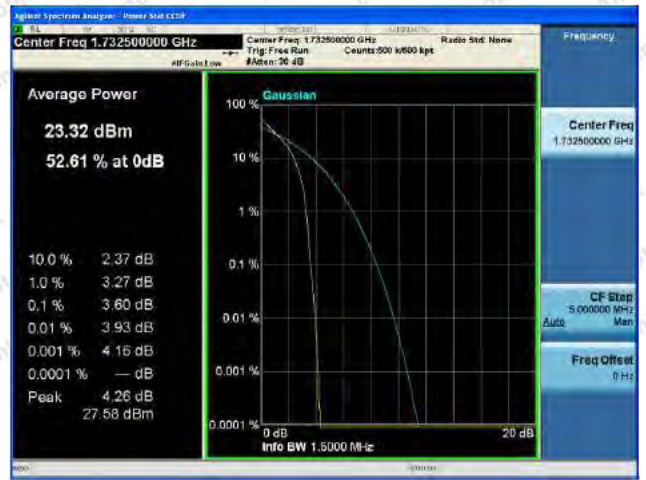 Agilent Spectrum Analyzer - Power Stat CCDF
Center Freq 1.732500000 GHz
Center Freq: 1.732500000 GHz
Radio Std: None
Trig: Free Run
Counts:500 k/500 kpt
#IFGain:Low
#Atten: 30 dB
Frequency
Average Power
23.32 dBm
52.61 % at 0dB
10.0 % 2.37 dB
1.0 % 3.27 dB
0.1 % 3.60 dB
0.01 % 3.93 dB
0.001 % 4.16 dB
0.0001 % — dB
Peak 4.26 dB
27.58 dBm
Gaussian
100 %
10 %
1 %
0.1 %
0.01 %
0.001 %
0.0001 %
0 dB
20 dB
Info BW 1.5000 MHz
Center Freq
1.732500000 GHz
CF Step
5.000000 MHz
Auto Man
Freq Offset
0 Hz